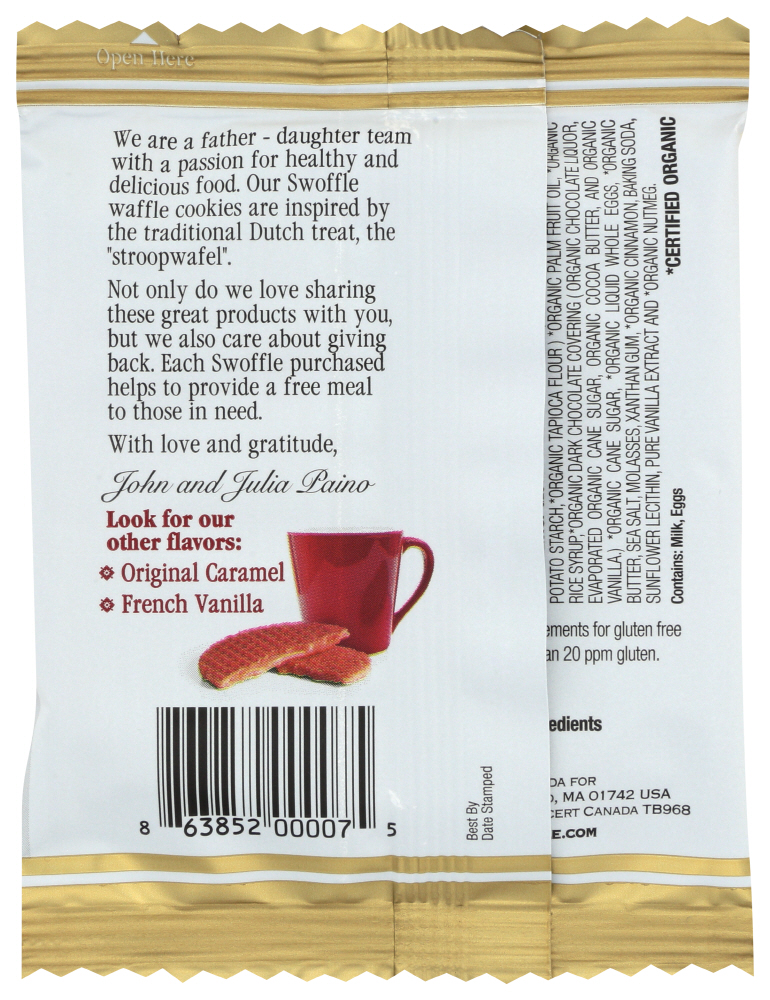 Open Here
We are a father - daughter team
with a passion for healthy and
delicious food. Our Swoffle
waffle cookies are inspired by
the traditional Dutch treat, the
"stroopwafel".
Not only do we love sharing
these great products with you,
but we also care about giving
back. Each Swoffle purchased
helps to provide a free meal
to those in need.
With love and gratitude,
John and Julia Paino
Look for our
other flavors:
Original Caramel
French Vanilla
8 63852 00007 5
Best By
Date Stamped
POTATO STARCH, *ORGANIC TAPIOCA FLOUR) *ORGANIC PALM FRUIT OIL, *ORGANIC
RICE SYRUP,*ORGANIC DARK CHOCOLATE COVERING (ORGANIC CHOCOLATE LIQUOR,
EVAPORATED ORGANIC CANE SUGAR, ORGANIC COCOA BUTTER, AND ORGANIC
VANILLA.) *ORGANIC CANE SUGAR, *ORGANIC LIQUID WHOLE EGGS, *ORGANIC
BUTTER, SEA SALT, MOLASSES, XANTHAN GUM, *ORGANIC CINNAMON, BAKING SODA,
SUNFLOWER LECITHIN, PURE VANILLA EXTRACT AND *ORGANIC NUTMEG.
Contains: Milk, Eggs *CERTIFIED ORGANIC
ements for gluten free
an 20 ppm gluten.
edients
DA FOR
, MA 01742 USA
CERT CANADA TB968
E.COM